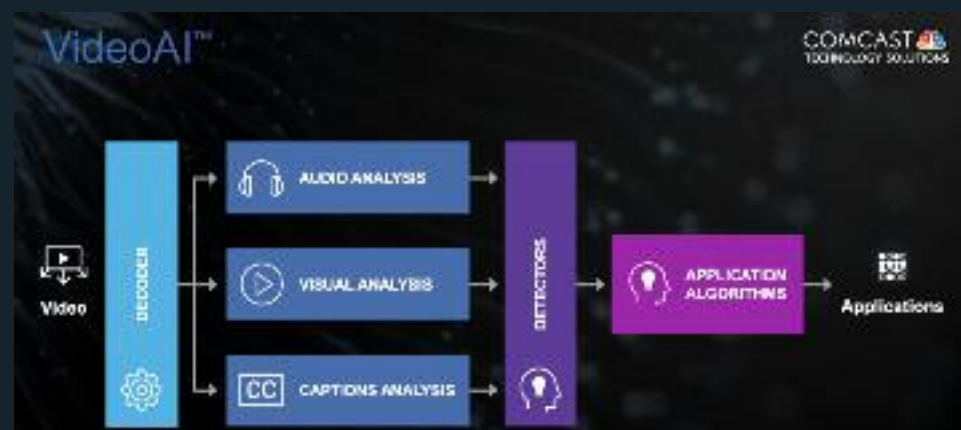 VideoAI™
COMCAST
TECHNOLOGY SOLUTIONS
Video
DECODER
AUDIO ANALYSIS
VISUAL ANALYSIS
CC
CAPTIONS ANALYSIS
DETECTORS
APPLICATION
ALGORITHMS
Applications